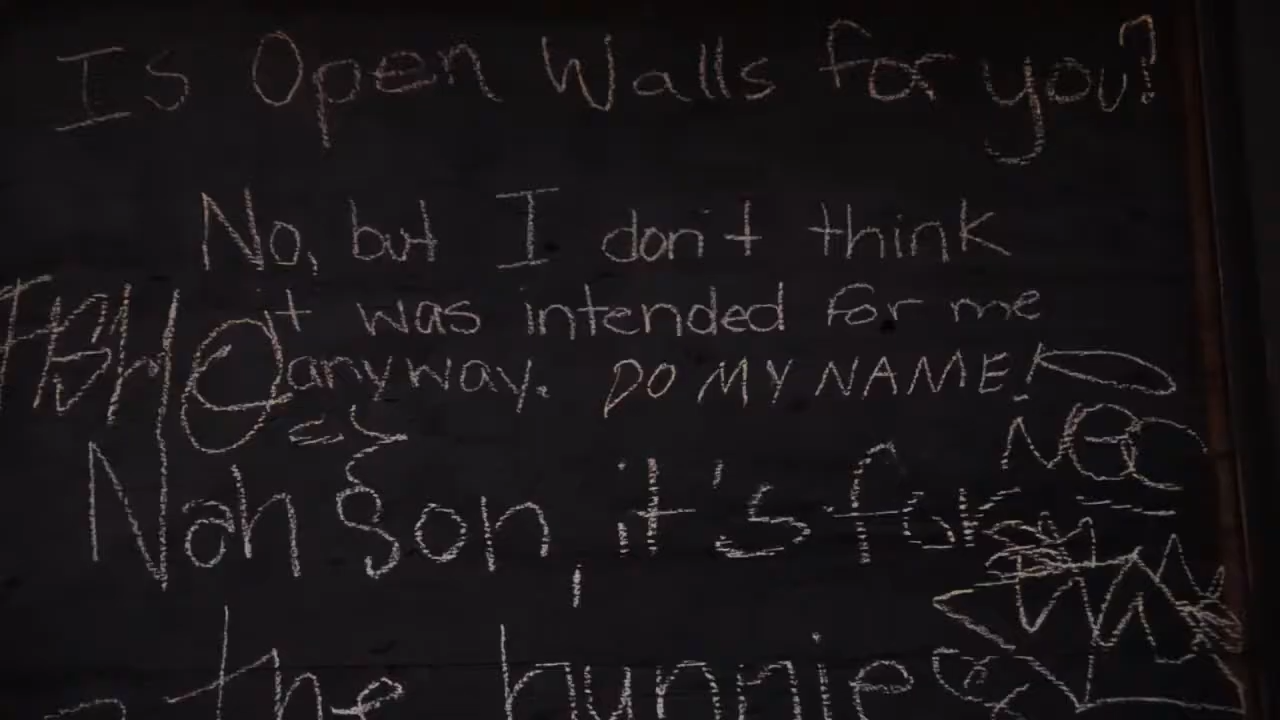 Is Open Walls for you?
No, but I don't think
it was intended for me
anyway. DO MY NAME!
Nah Son, it's for
the bunnies